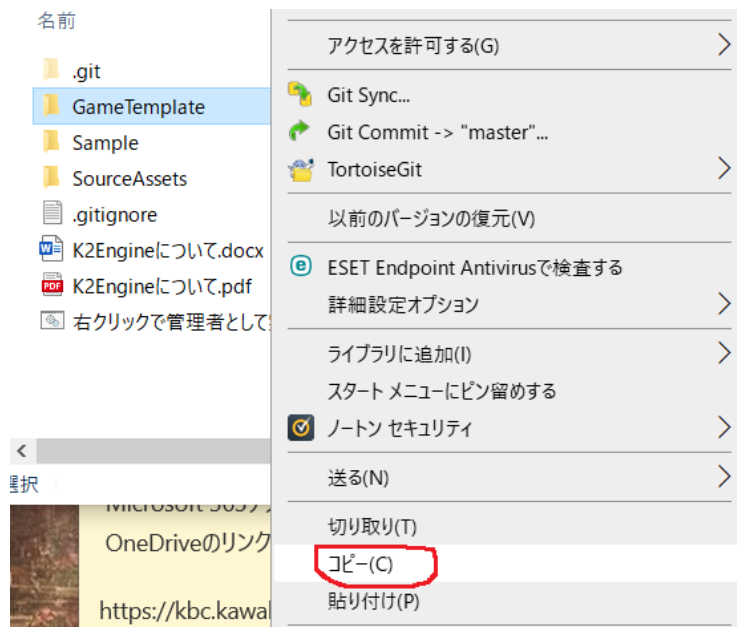 名前
.git
GameTemplate
Sample
SourceAssets
.gitignore
K2Engineについて.docx
K2Engineについて.pdf
右クリックで管理者として
選択
Microsoft 365
OneDriveのリンク
https://kbc.kawa
アクセスを許可する(G)
Git Sync...
Git Commit -> "master"...
TortoiseGit
以前のバージョンの復元(V)
ESET Endpoint Antivirusで検査する
詳細設定オプション
ライブラリに追加(I)
スタート メニューにピン留めする
ノートン セキュリティ
送る(N)
切り取り(T)
コピー(C)
貼り付け(P)